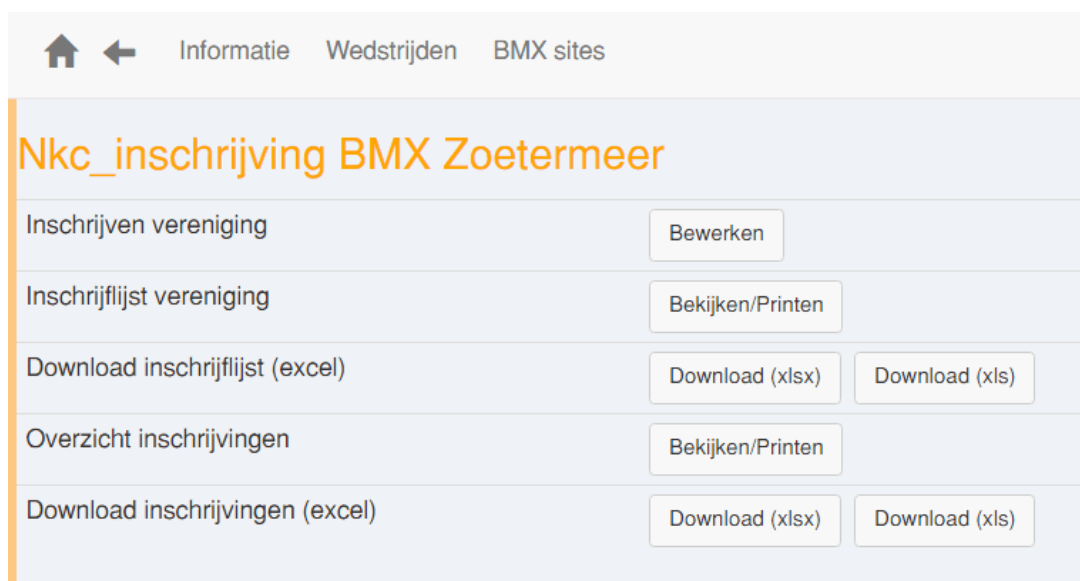 Informatie Wedstrijden BMX sites
Nkc_inschrijving BMX Zoetermeer
Inschrijven vereniging Bewerken
Inschrijflijst vereniging Bekijken/Printen
Download inschrijflijst (excel) Download (xlsx) Download (xls)
Overzicht inschrijvingen Bekijken/Printen
Download inschrijvingen (excel) Download (xlsx) Download (xls)